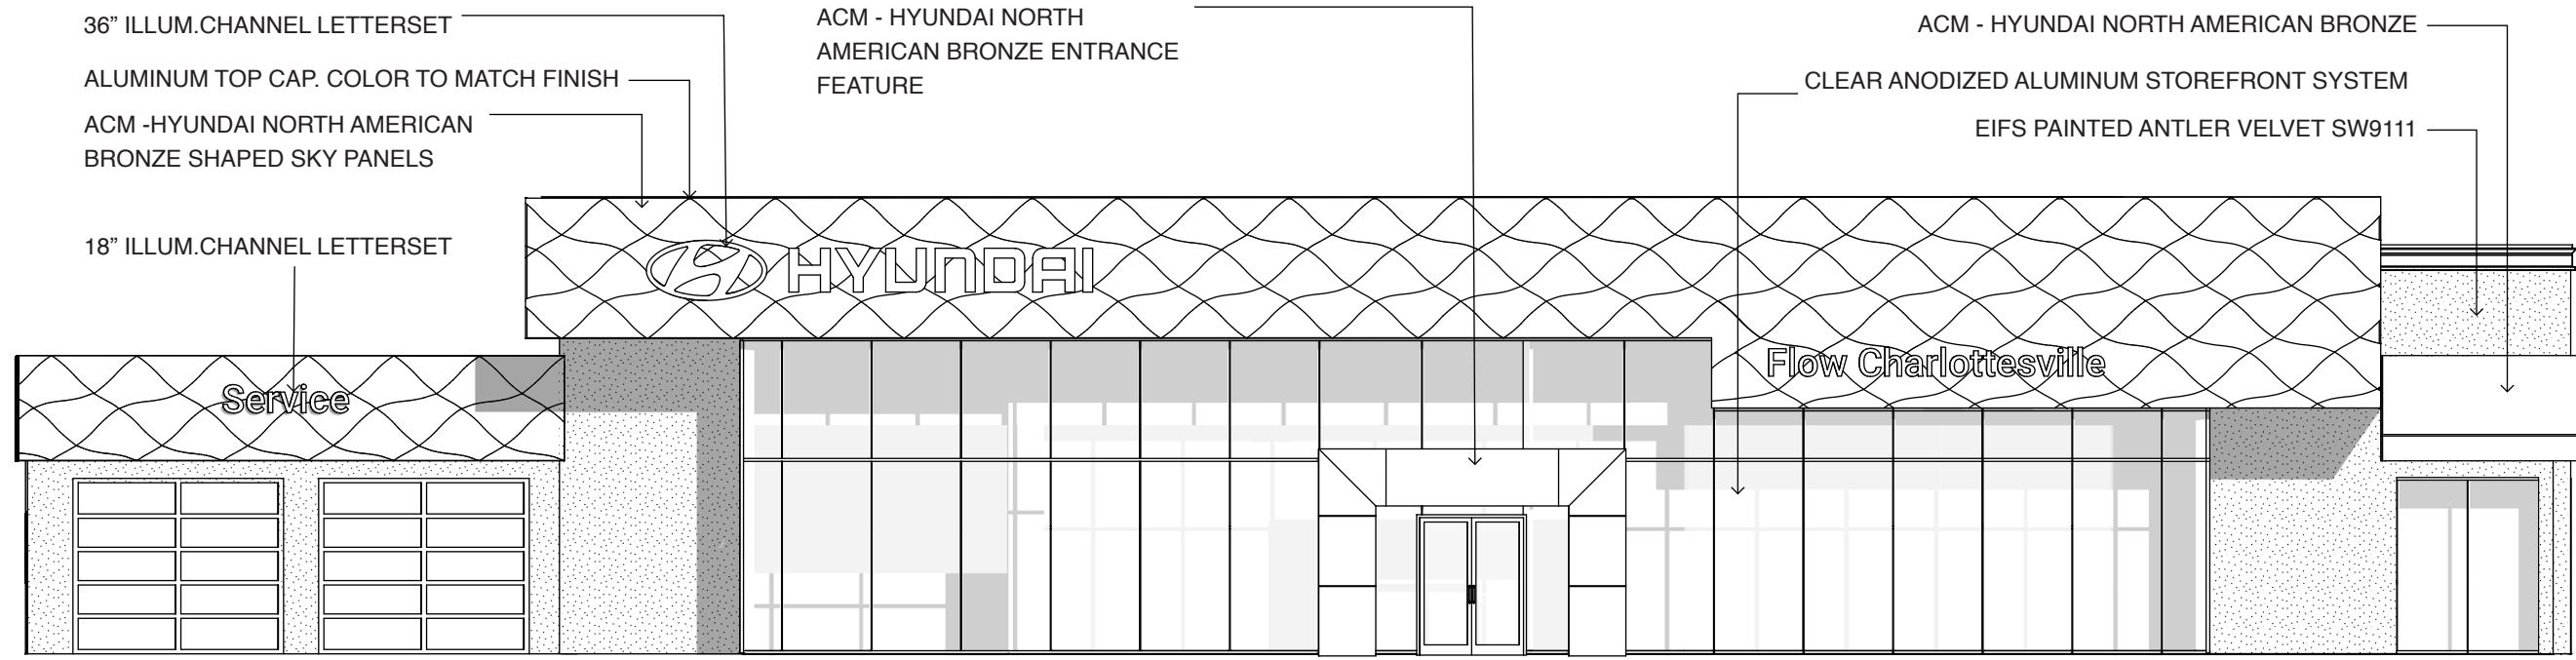 36” ILLUM.CHANNEL LETTERSET
ALUMINUM TOP CAP. COLOR TO MATCH FINISH
ACM -HYUNDAI NORTH AMERICAN
BRONZE SHAPED SKY PANELS
18” ILLUM.CHANNEL LETTERSET
ACM - HYUNDAI NORTH
AMERICAN BRONZE ENTRANCE
FEATURE
ACM - HYUNDAI NORTH AMERICAN BRONZE
CLEAR ANODIZED ALUMINUM STOREFRONT SYSTEM
EIFS PAINTED ANTLER VELVET SW9111
HYUNDAI
Flow Charlottesville
Service